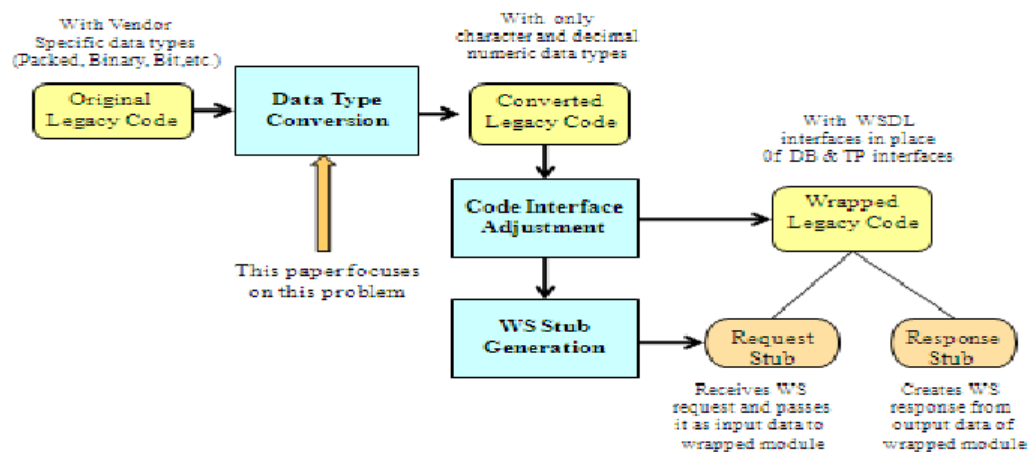 With Vendor
Specific data types
(Packed, Binary, Bit,etc.)
Original
Legacy Code
Data Type
Conversion
With only
character and decimal
numeric data types
Converted
Legacy Code
With WSDL
interfaces in place
0f DB & TP interfaces
Code Interface
Adjustment
Wrapped
Legacy Code
This paper focuses
on this problem
WS Stub
Generation
Request
Stub
Response
Stub
Receives WS
request and passes
it as input data to
wrapped module
Creates WS
response from
output data of
wrapped module